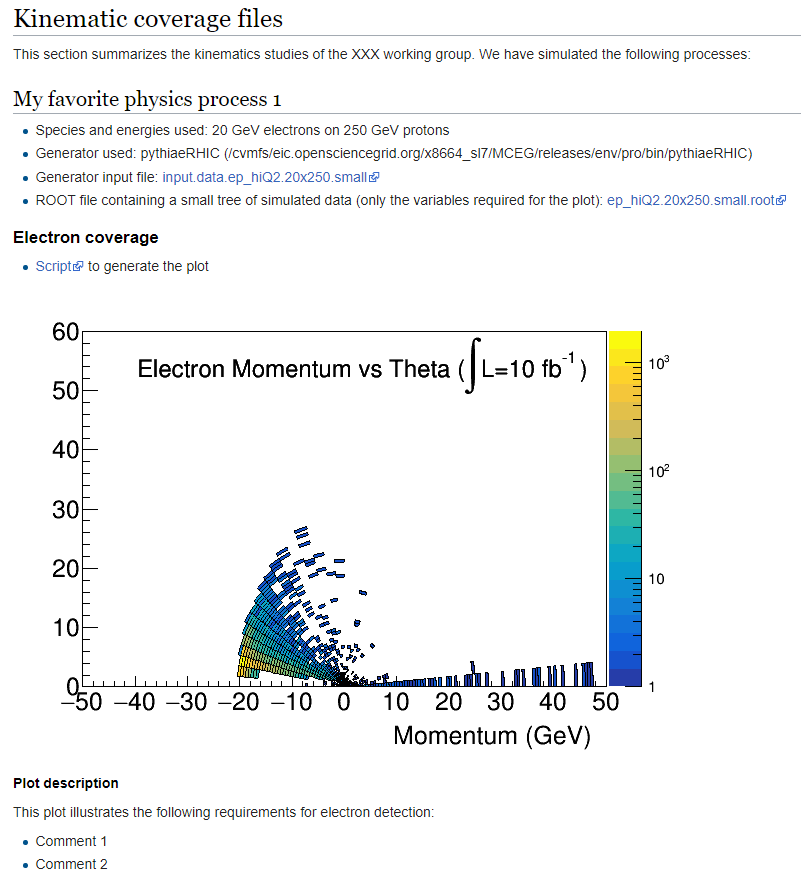 Kinematic coverage files
This section summarizes the kinematics studies of the XXX working group. We have simulated the following processes:
My favorite physics process 1
Species and energies used: 20 GeV electrons on 250 GeV protons
Generator used: pythiaeRHIC (/cvmfs/eic.opensciencegrid.org/x8664_sl7/MCEG/releases/env/pro/bin/pythiaeRHIC)
Generator input file: input.data.ep_hiQ2.20x250.small
ROOT file containing a small tree of simulated data (only the variables required for the plot): ep_hiQ2.20x250.small.root
Electron coverage
Script to generate the plot
Electron Momentum vs Theta (∫L=10 fb⁻¹)
60
50
40
30
20
10
0
10³
10²
10
1
−50 −40 −30 −20 −10 0 10 20 30 40 50
Momentum (GeV)
Plot description
This plot illustrates the following requirements for electron detection:
Comment 1
Comment 2